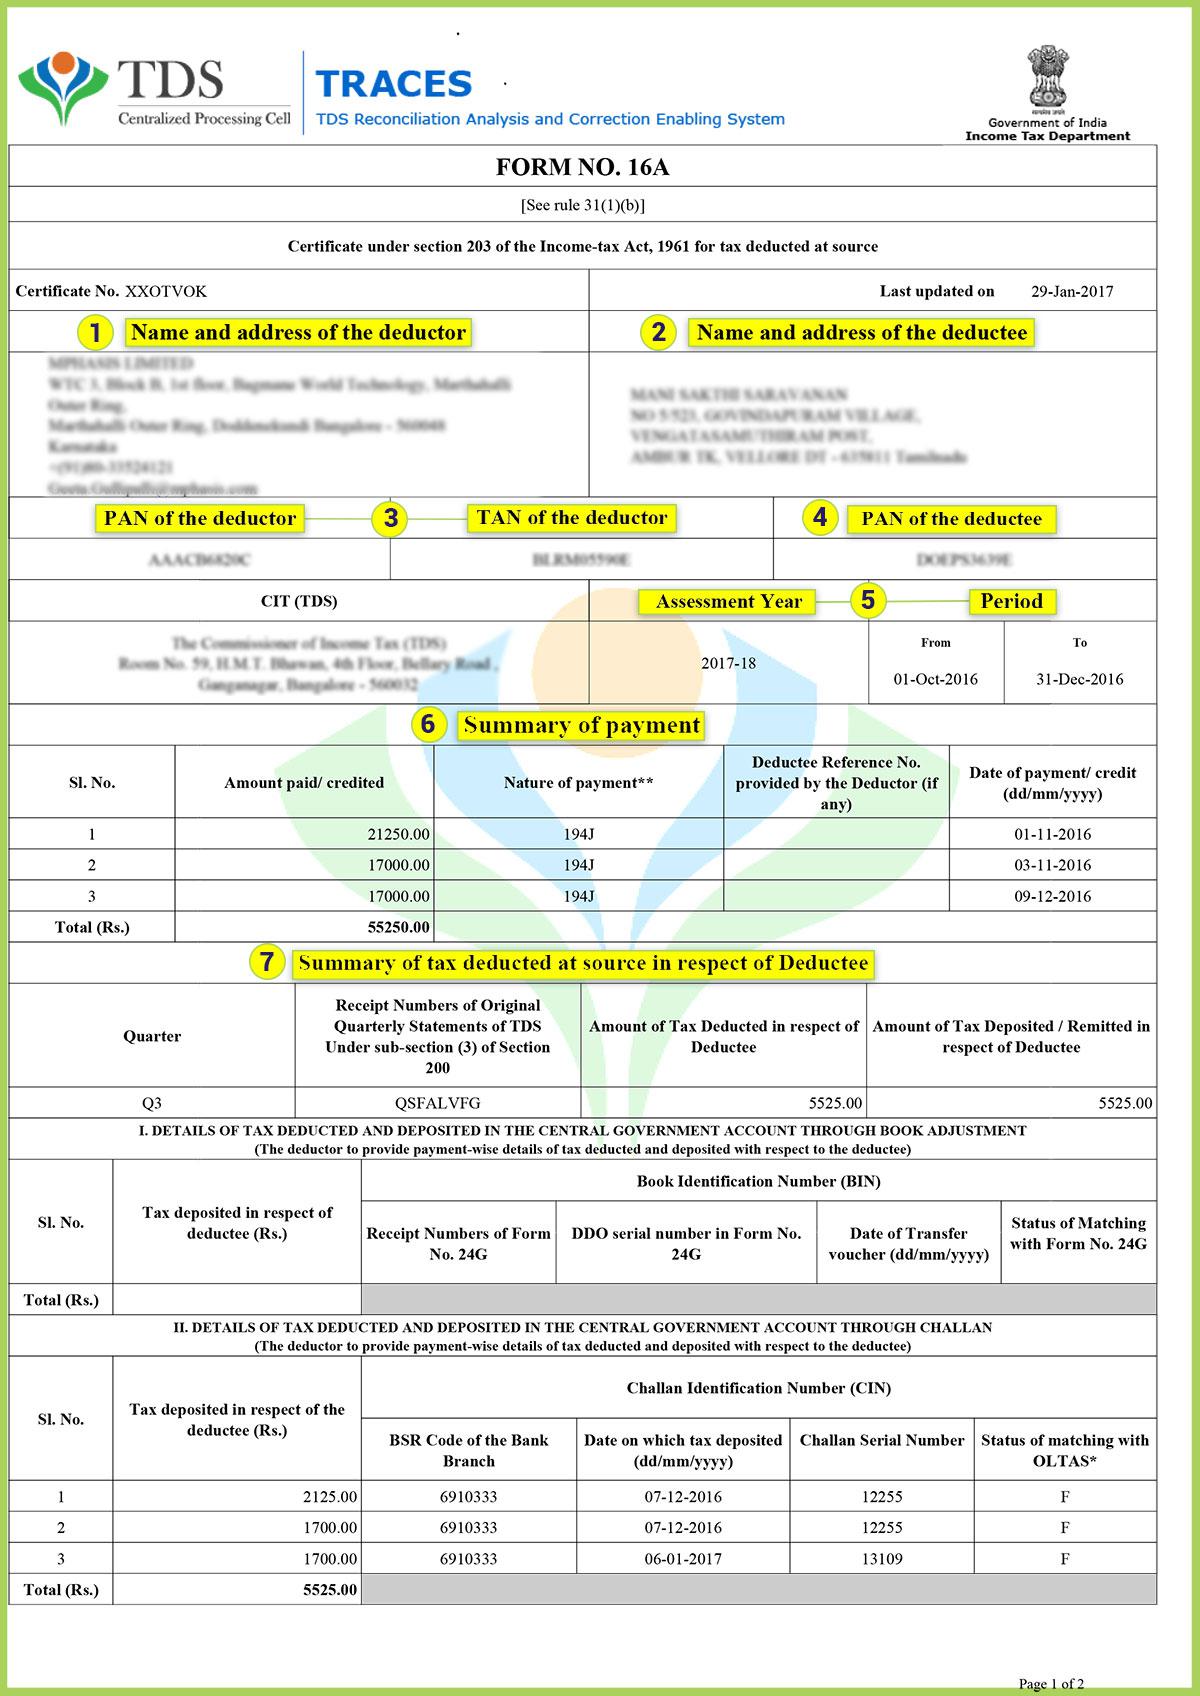 TDS
Centralized Processing Cell
TRACES
TDS Reconciliation Analysis and Correction Enabling System
Government of India
Income Tax Department
FORM NO. 16A
[See rule 31(1)(b)]
Certificate under section 203 of the Income-tax Act, 1961 for tax deducted at source
Certificate No. XXOTVOK
Last updated on 29-Jan-2017
1 Name and address of the deductor
2 Name and address of the deductee
PAN of the deductor 3 TAN of the deductor
4 PAN of the deductee
CIT (TDS)
Assessment Year 5 Period
2017-18
From To
01-Oct-2016 31-Dec-2016
6 Summary of payment
Sl. No.
Amount paid/ credited
Nature of payment**
Deductee Reference No.
provided by the Deductor (if
any)
Date of payment/ credit
(dd/mm/yyyy)
1 21250.00 194J 01-11-2016
2 17000.00 194J 03-11-2016
3 17000.00 194J 09-12-2016
Total (Rs.) 55250.00
7 Summary of tax deducted at source in respect of Deductee
Quarter
Receipt Numbers of Original
Quarterly Statements of TDS
Under sub-section (3) of Section
200
Amount of Tax Deducted in respect of
Deductee
Amount of Tax Deposited / Remitted in
respect of Deductee
Q3 QSFALVFG 5525.00 5525.00
I. DETAILS OF TAX DEDUCTED AND DEPOSITED IN THE CENTRAL GOVERNMENT ACCOUNT THROUGH BOOK ADJUSTMENT
(The deductor to provide payment-wise details of tax deducted and deposited with respect to the deductee)
Sl. No.
Tax deposited in respect of
deductee (Rs.)
Book Identification Number (BIN)
Receipt Numbers of Form
No. 24G
DDO serial number in Form No.
24G
Date of Transfer
voucher (dd/mm/yyyy)
Status of Matching
with Form No. 24G
Total (Rs.)
II. DETAILS OF TAX DEDUCTED AND DEPOSITED IN THE CENTRAL GOVERNMENT ACCOUNT THROUGH CHALLAN
(The deductor to provide payment-wise details of tax deducted and deposited with respect to the deductee)
Sl. No.
Tax deposited in respect of the
deductee (Rs.)
Challan Identification Number (CIN)
BSR Code of the Bank
Branch
Date on which tax deposited
(dd/mm/yyyy)
Challan Serial Number
Status of matching with
OLTAS*
1 2125.00 6910333 07-12-2016 12255 F
2 1700.00 6910333 07-12-2016 12255 F
3 1700.00 6910333 06-01-2017 13109 F
Total (Rs.) 5525.00
Page 1 of 2